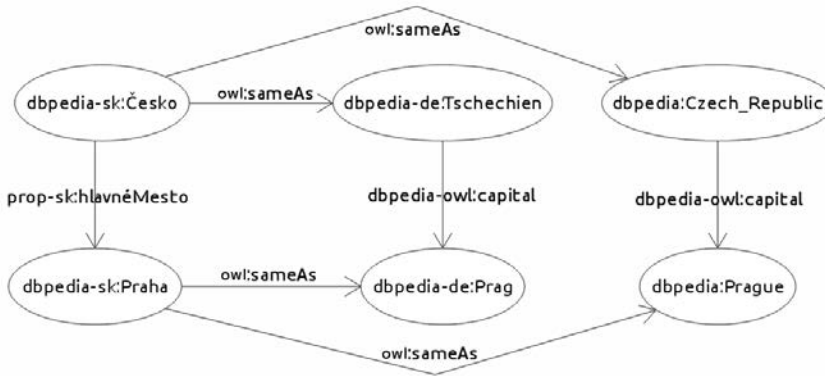 owl:sameAs
dbpedia-sk:Česko
owl:sameAs
dbpedia-de:Tschechien
dbpedia:Czech_Republic
prop-sk:hlavnéMesto
dbpedia-owl:capital
dbpedia-owl:capital
dbpedia-sk:Praha
owl:sameAs
dbpedia-de:Prag
dbpedia:Prague
owl:sameAs